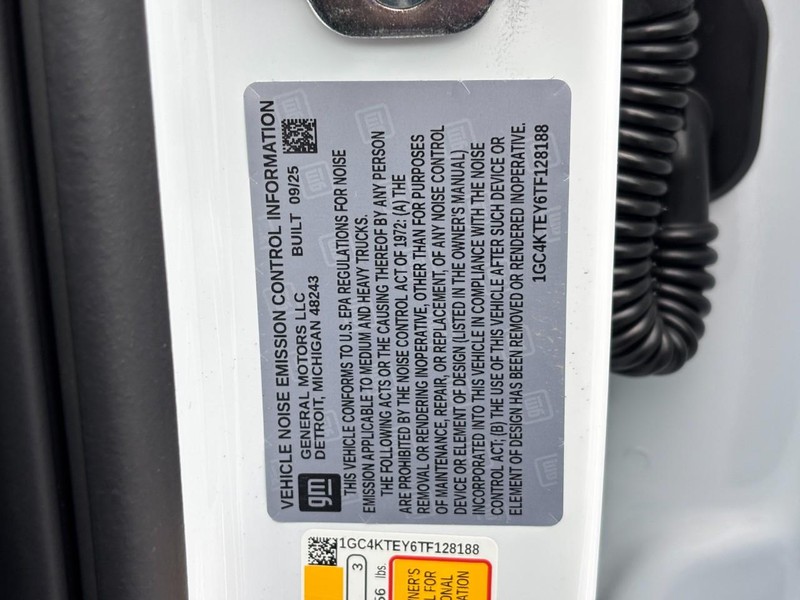 VEHICLE NOISE EMISSION CONTROL INFORMATION
gm
GENERAL MOTORS LLC
DETROIT, MICHIGAN 48243
BUILT 09/25
THIS VEHICLE CONFORMS TO U.S. EPA REGULATIONS FOR NOISE
EMISSION APPLICABLE TO MEDIUM AND HEAVY TRUCKS.
THE FOLLOWING ACTS OR THE CAUSING THEREOF BY ANY PERSON
ARE PROHIBITED BY THE NOISE CONTROL ACT OF 1972: (A) THE
REMOVAL OR RENDERING INOPERATIVE, OTHER THAN FOR PURPOSES
OF MAINTENANCE, REPAIR, OR REPLACEMENT, OF ANY NOISE CONTROL
DEVICE OR ELEMENT OF DESIGN (LISTED IN THE OWNER'S MANUAL)
INCORPORATED INTO THIS VEHICLE IN COMPLIANCE WITH THE NOISE
CONTROL ACT; (B) THE USE OF THIS VEHICLE AFTER SUCH DEVICE OR
ELEMENT OF DESIGN HAS BEEN REMOVED OR RENDERED INOPERATIVE.
1GC4KTEY6TF128188
1GC4KTEY6TF128188
3
56 lbs.
NER'S
L FOR
ONAL
ATION